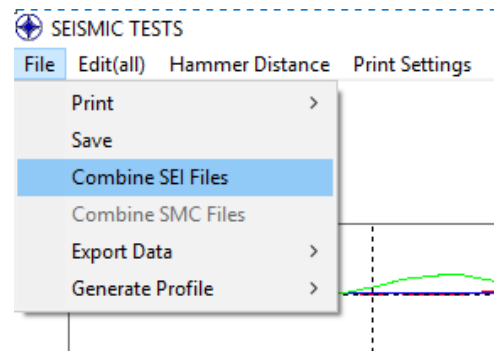 SEISMIC TESTS
File Edit(all) Hammer Distance Print Settings
Print
Save
Combine SEI Files
Combine SMC Files
Export Data
Generate Profile